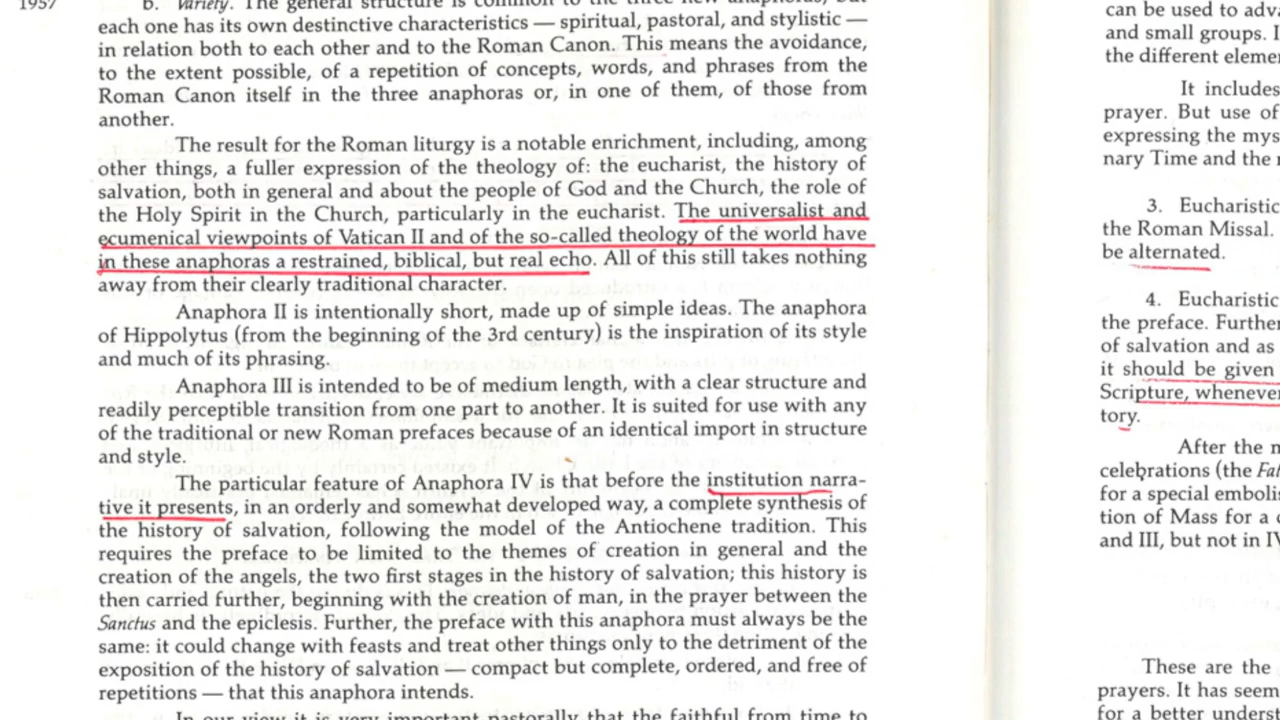 1957
b. Variety. The general structure is common to the three new anaphoras, but
each one has its own destinctive characteristics — spiritual, pastoral, and stylistic —
in relation both to each other and to the Roman Canon. This means the avoidance,
to the extent possible, of a repetition of concepts, words, and phrases from the
Roman Canon itself in the three anaphoras or, in one of them, of those from
another.
The result for the Roman liturgy is a notable enrichment, including, among
other things, a fuller expression of the theology of: the eucharist, the history of
salvation, both in general and about the people of God and the Church, the role of
the Holy Spirit in the Church, particularly in the eucharist. The universalist and
ecumenical viewpoints of Vatican II and of the so-called theology of the world have
in these anaphoras a restrained, biblical, but real echo. All of this still takes nothing
away from their clearly traditional character.
Anaphora II is intentionally short, made up of simple ideas. The anaphora
of Hippolytus (from the beginning of the 3rd century) is the inspiration of its style
and much of its phrasing.
Anaphora III is intended to be of medium length, with a clear structure and
readily perceptible transition from one part to another. It is suited for use with any
of the traditional or new Roman prefaces because of an identical import in structure
and style.
The particular feature of Anaphora IV is that before the institution narra-
tive it presents, in an orderly and somewhat developed way, a complete synthesis of
the history of salvation, following the model of the Antiochene tradition. This
requires the preface to be limited to the themes of creation in general and the
creation of the angels, the two first stages in the history of salvation; this history is
then carried further, beginning with the creation of man, in the prayer between the
Sanctus and the epiclesis. Further, the preface with this anaphora must always be the
same: it could change with feasts and treat other things only to the detriment of the
exposition of the history of salvation — compact but complete, ordered, and free of
repetitions — that this anaphora intends.
In our view it is very important pastorally that the faithful from time to
can be used to adv
and small groups. I
the different eleme
It includes
prayer. But use of
expressing the mys
nary Time and the
3. Eucharistic
the Roman Missal.
be alternated.
4. Eucharistic
the preface. Further
of salvation and as
it should be given
Scripture, whenever
tory.
After the n
celebrations (the Fa
for a special emboli
tion of Mass for a
and III, but not in IV
These are the
prayers. It has seem
for a better underst